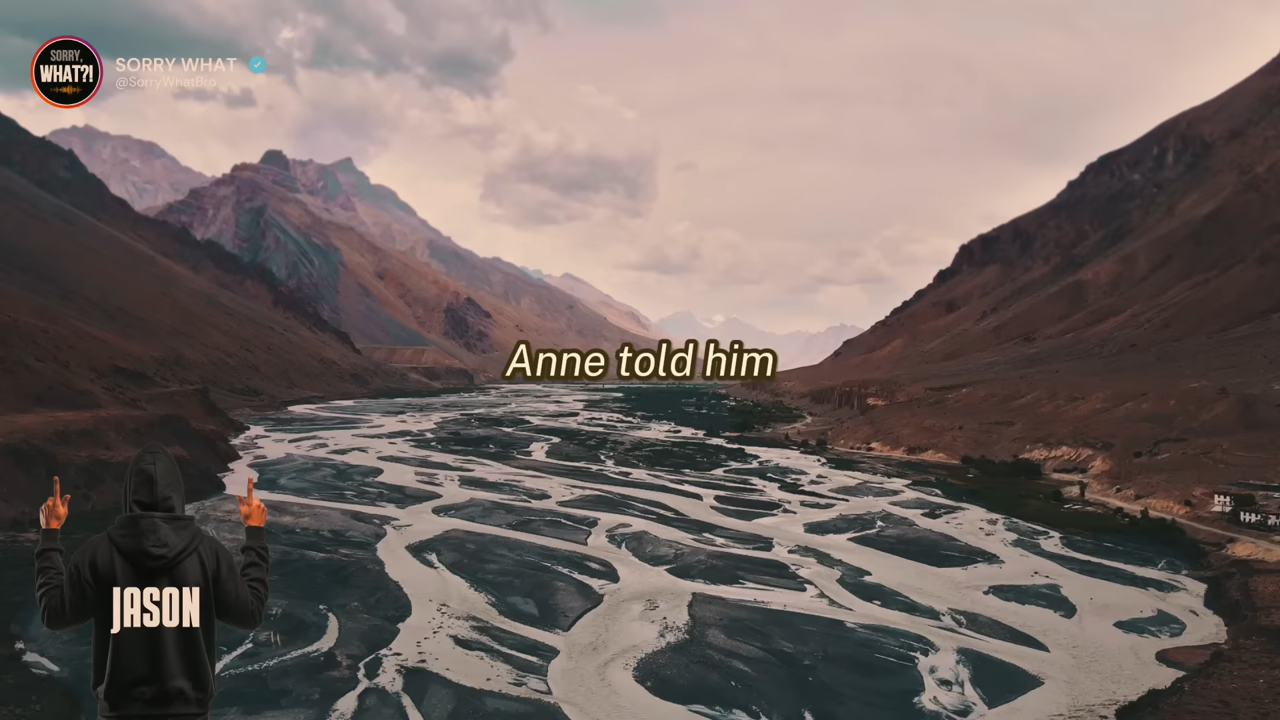 SORRY,
WHAT?!
SORRY WHAT
@SorryWhatBro
Anne told him
JASON